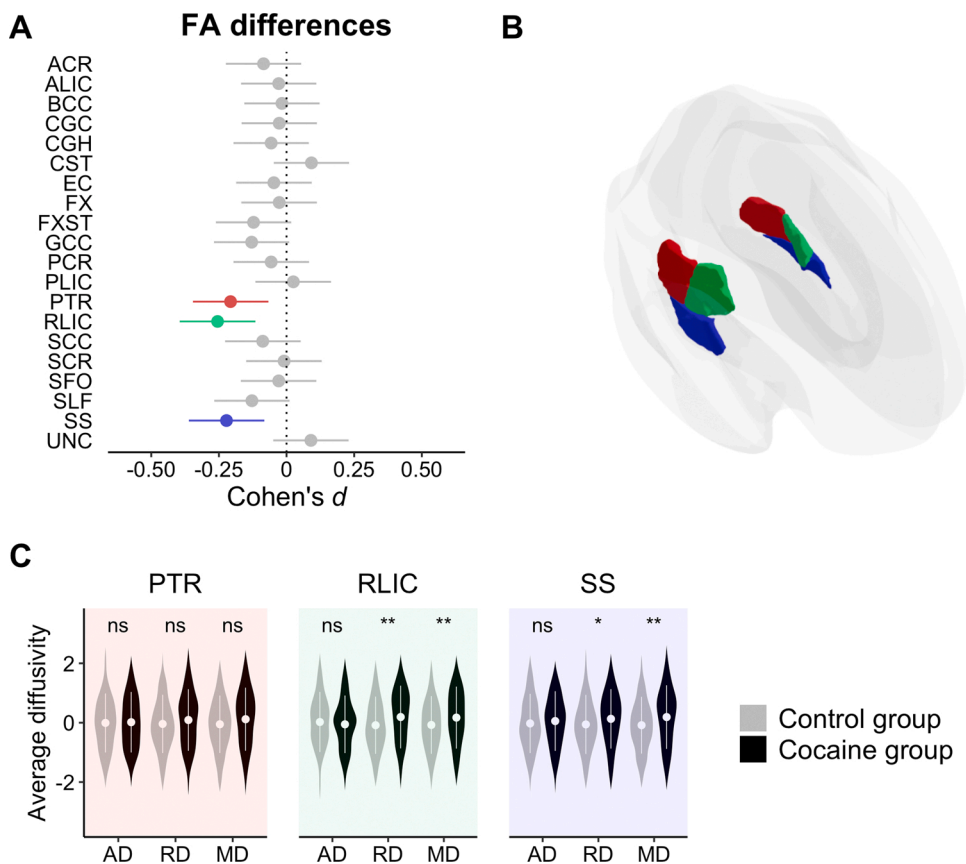 A
FA differences
B
ACR
ALIC
BCC
CGC
CGH
CST
EC
FX
FXST
GCC
PCR
PLIC
PTR
RLIC
SCC
SCR
SFO
SLF
SS
UNC
-0.50 -0.25 0 0.25 0.50
Cohen's d
C
PTR RLIC SS
Average diffusivity
2
0
-2
ns ns ns ns ** ** ns * **
AD RD MD AD RD MD AD RD MD
Control group
Cocaine group